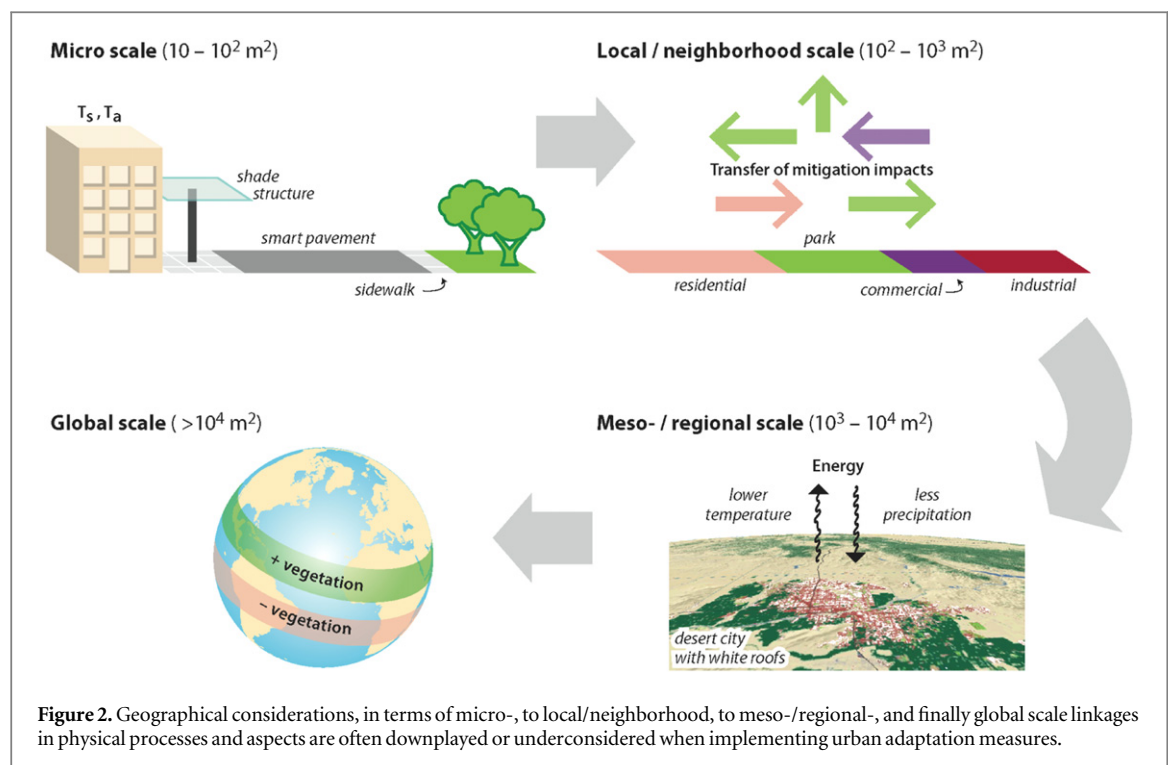 Micro scale (10 – 10² m²)
Tₛ , Tₐ
shade
structure
smart pavement
sidewalk
Local / neighborhood scale (10² – 10³ m²)
Transfer of mitigation impacts
park
residential
commercial
industrial
Global scale ( >10⁴ m²)
+ vegetation
– vegetation
Meso- / regional scale (10³ – 10⁴ m²)
Energy
lower
temperature
less
precipitation
desert city
with white roofs
Figure 2. Geographical considerations, in terms of micro-, to local/neighborhood, to meso-/regional-, and finally global scale linkages
in physical processes and aspects are often downplayed or underconsidered when implementing urban adaptation measures.